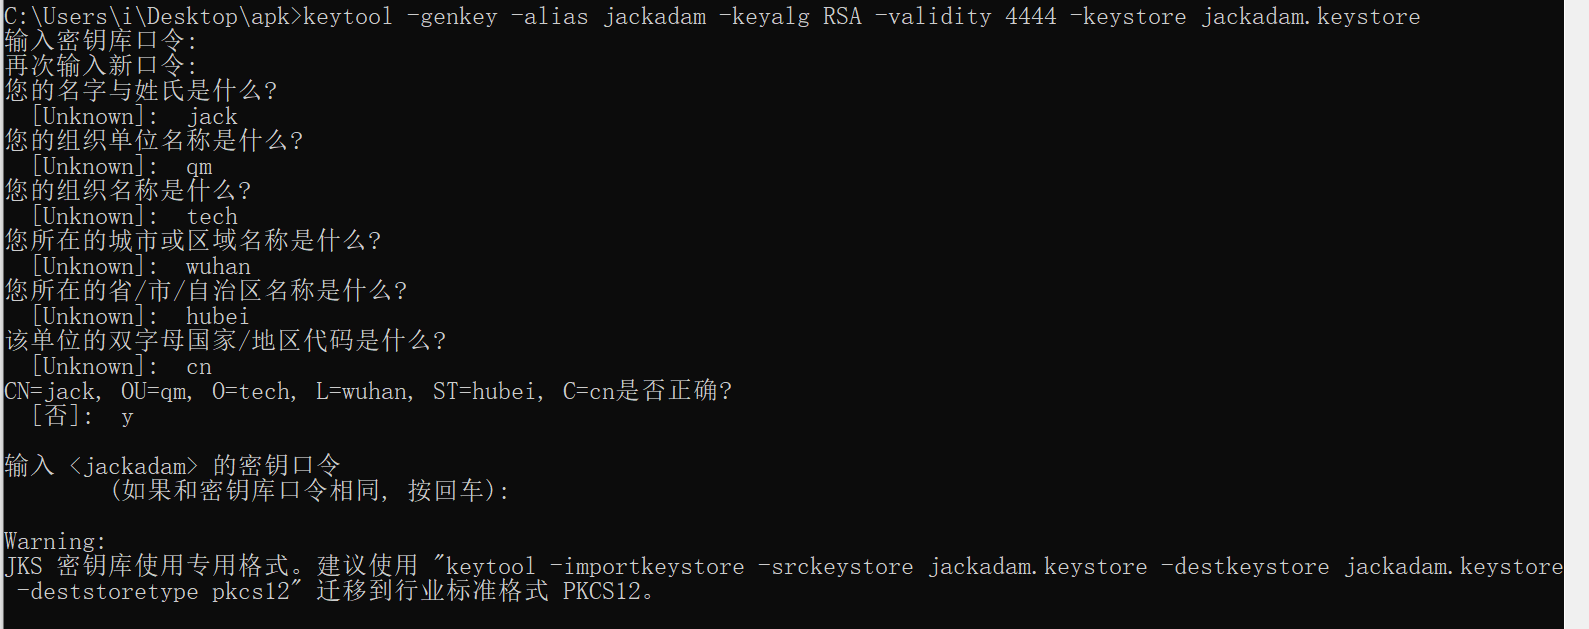 C:\Users\i\Desktop\apk>keytool -genkey -alias jackadam -keyalg RSA -validity 4444 -keystore jackadam.keystore
输入密钥库口令:
再次输入新口令:
您的名字与姓氏是什么?
  [Unknown]:  jack
您的组织单位名称是什么?
  [Unknown]:  qm
您的组织名称是什么?
  [Unknown]:  tech
您所在的城市或区域名称是什么?
  [Unknown]:  wuhan
您所在的省/市/自治区名称是什么?
  [Unknown]:  hubei
该单位的双字母国家/地区代码是什么?
  [Unknown]:  cn
CN=jack, OU=qm, O=tech, L=wuhan, ST=hubei, C=cn是否正确?
  [否]:  y
输入 <jackadam> 的密钥口令
        (如果和密钥库口令相同, 按回车):
Warning:
JKS 密钥库使用专用格式。建议使用 "keytool -importkeystore -srckeystore jackadam.keystore -destkeystore jackadam.keystore
 -deststoretype pkcs12" 迁移到行业标准格式 PKCS12。